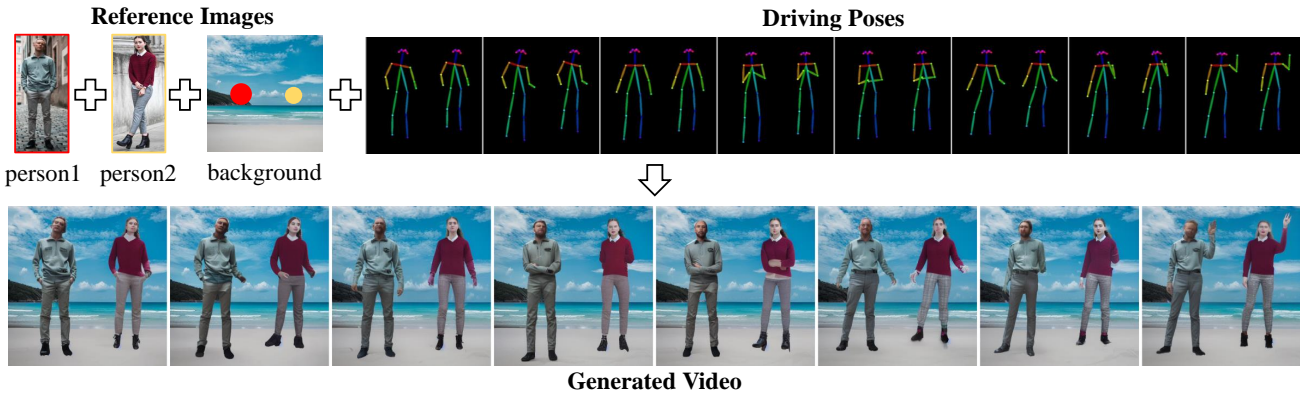 Reference Images
Driving Poses
person1
person2
background
Generated Video